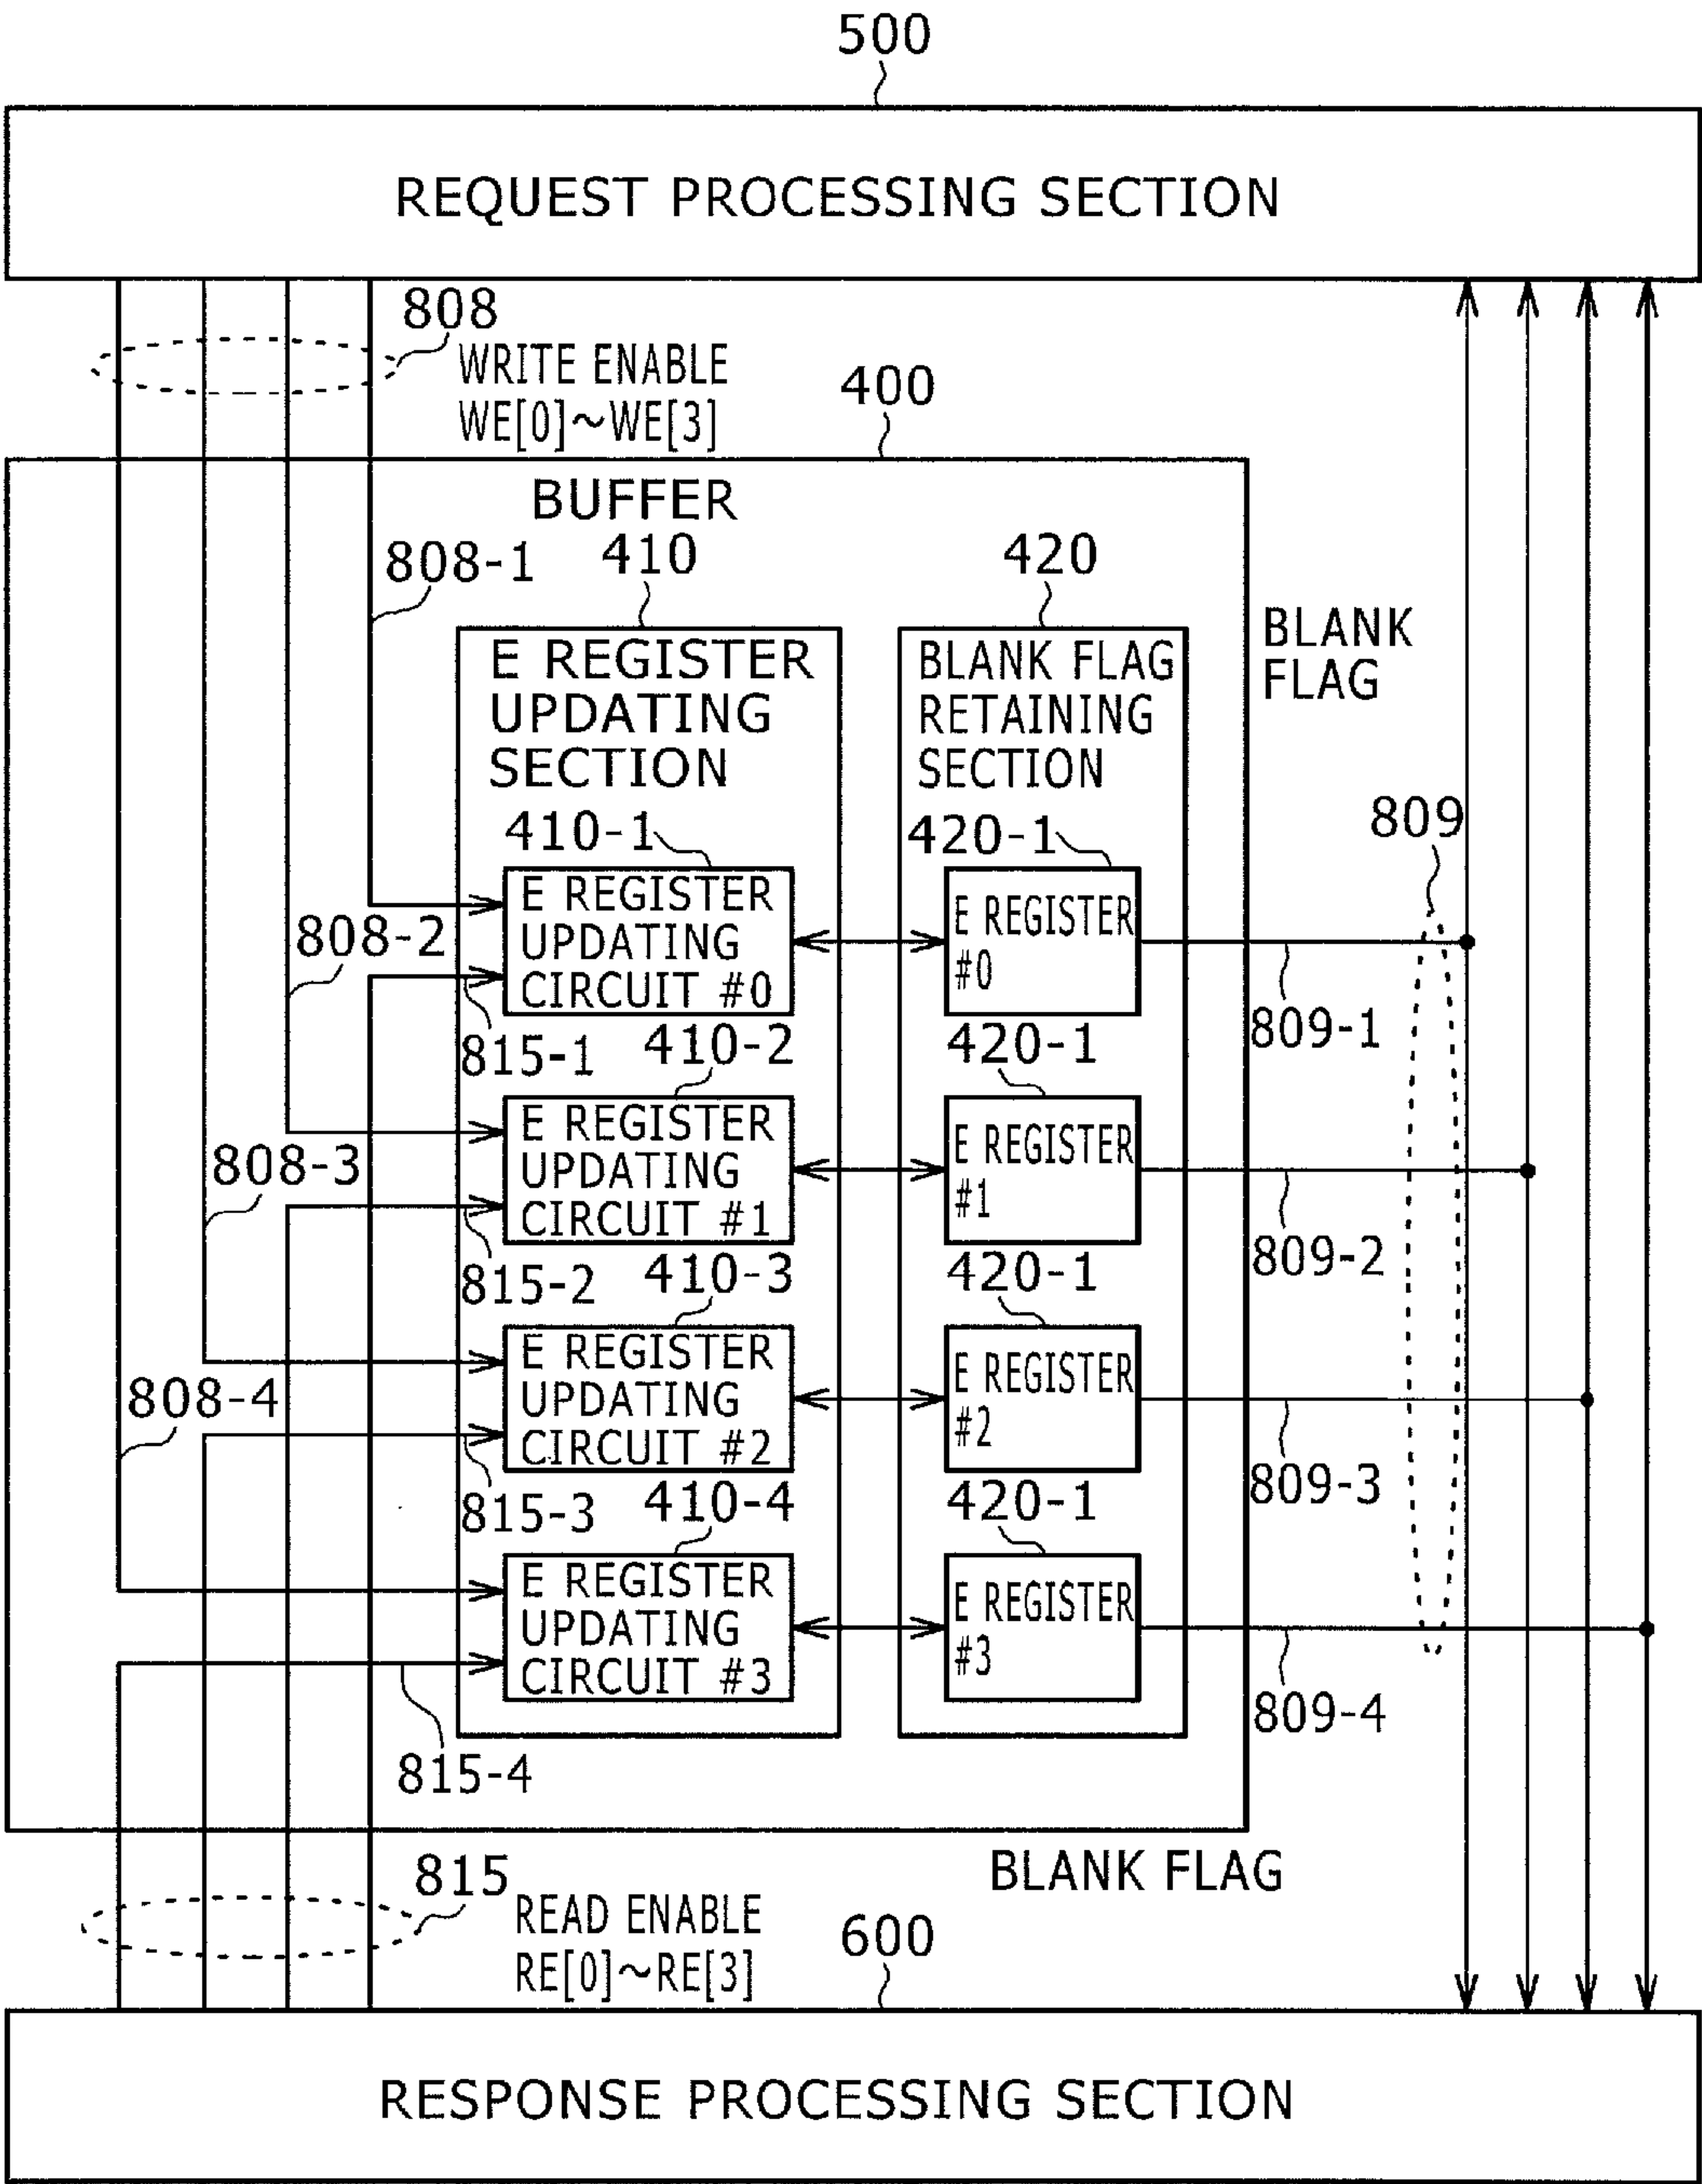 500
REQUEST PROCESSING SECTION
808
WRITE ENABLE
WE[0]~WE[3]
400
BUFFER
808-1
410
420
BLANK
FLAG
E REGISTER
UPDATING
SECTION
BLANK FLAG
RETAINING
SECTION
809
410-1
420-1
808-2
E REGISTER
UPDATING
CIRCUIT #0
E REGISTER
#0
809-1
815-1
410-2
420-1
808-3
E REGISTER
UPDATING
CIRCUIT #1
E REGISTER
#1
809-2
815-2
410-3
420-1
808-4
E REGISTER
UPDATING
CIRCUIT #2
E REGISTER
#2
809-3
815-3
410-4
420-1
E REGISTER
UPDATING
CIRCUIT #3
E REGISTER
#3
809-4
815-4
BLANK FLAG
815
READ ENABLE
RE[0]~RE[3]
600
RESPONSE PROCESSING SECTION